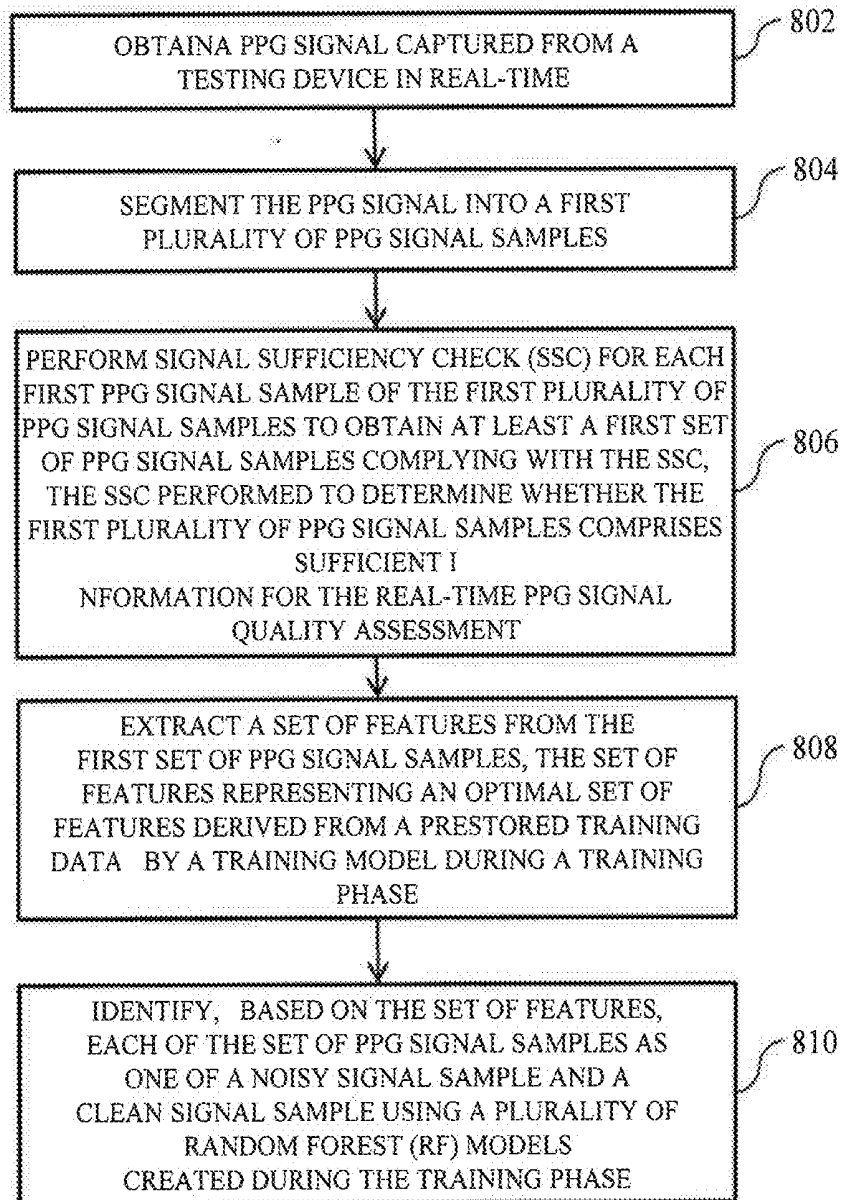 OBTAINA PPG SIGNAL CAPTURED FROM A
TESTING DEVICE IN REAL-TIME
802
SEGMENT THE PPG SIGNAL INTO A FIRST
PLURALITY OF PPG SIGNAL SAMPLES
804
PERFORM SIGNAL SUFFICIENCY CHECK (SSC) FOR EACH
FIRST PPG SIGNAL SAMPLE OF THE FIRST PLURALITY OF
PPG SIGNAL SAMPLES TO OBTAIN AT LEAST A FIRST SET
OF PPG SIGNAL SAMPLES COMPLYING WITH THE SSC,
THE SSC PERFORMED TO DETERMINE WHETHER THE
FIRST PLURALITY OF PPG SIGNAL SAMPLES COMPRISES
SUFFICIENT I
NFORMATION FOR THE REAL-TIME PPG SIGNAL
QUALITY ASSESSMENT
806
EXTRACT A SET OF FEATURES FROM THE
FIRST SET OF PPG SIGNAL SAMPLES, THE SET OF
FEATURES REPRESENTING AN OPTIMAL SET OF
FEATURES DERIVED FROM A PRESTORED TRAINING
DATA BY A TRAINING MODEL DURING A TRAINING
PHASE
808
IDENTIFY, BASED ON THE SET OF FEATURES,
EACH OF THE SET OF PPG SIGNAL SAMPLES AS
ONE OF A NOISY SIGNAL SAMPLE AND A
CLEAN SIGNAL SAMPLE USING A PLURALITY OF
RANDOM FOREST (RF) MODELS
CREATED DURING THE TRAINING PHASE
810